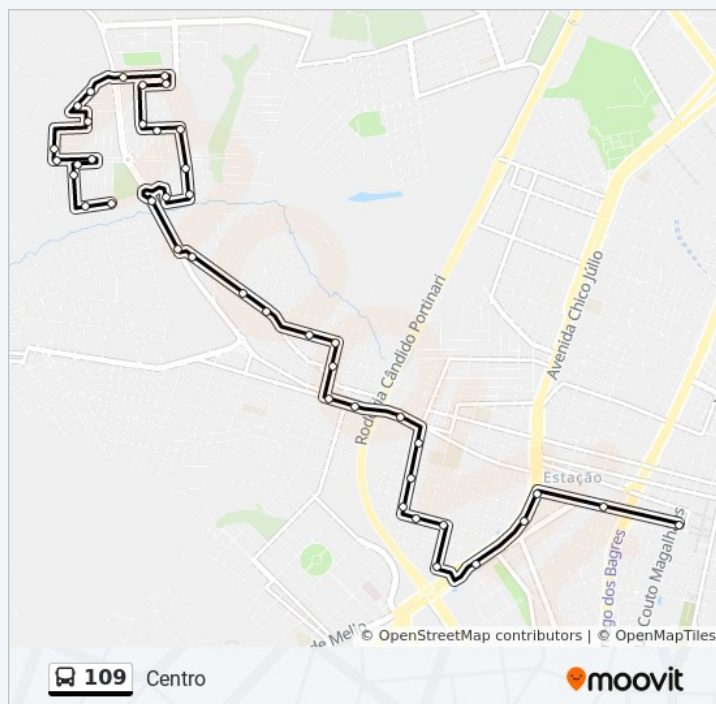 Rodovia Cândido Portinari
Avenida Chico Júlio
Estação
Couto Magalhães
go dos Bagres
de Mello
© OpenStreetMap contributors | © OpenMapTiles
109 Centro
moovit